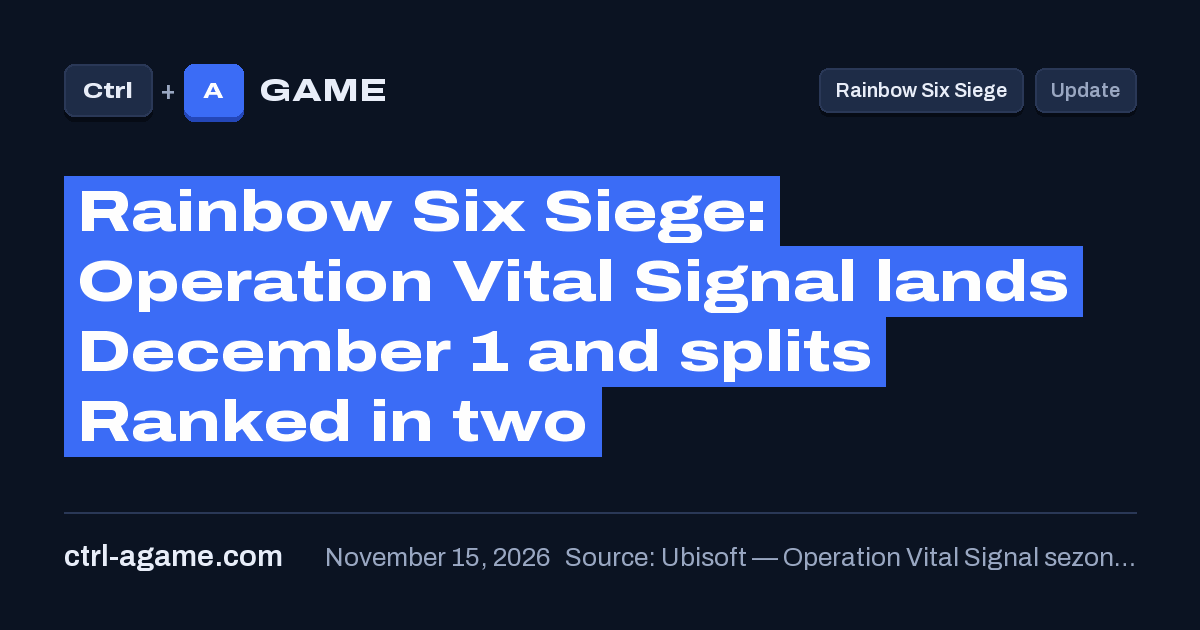 Ctrl + A GAME
Rainbow Six Siege Update
Rainbow Six Siege:
Operation Vital Signal lands
December 1 and splits
Ranked in two
ctrl-agame.com November 15, 2026 Source: Ubisoft — Operation Vital Signal sezon…